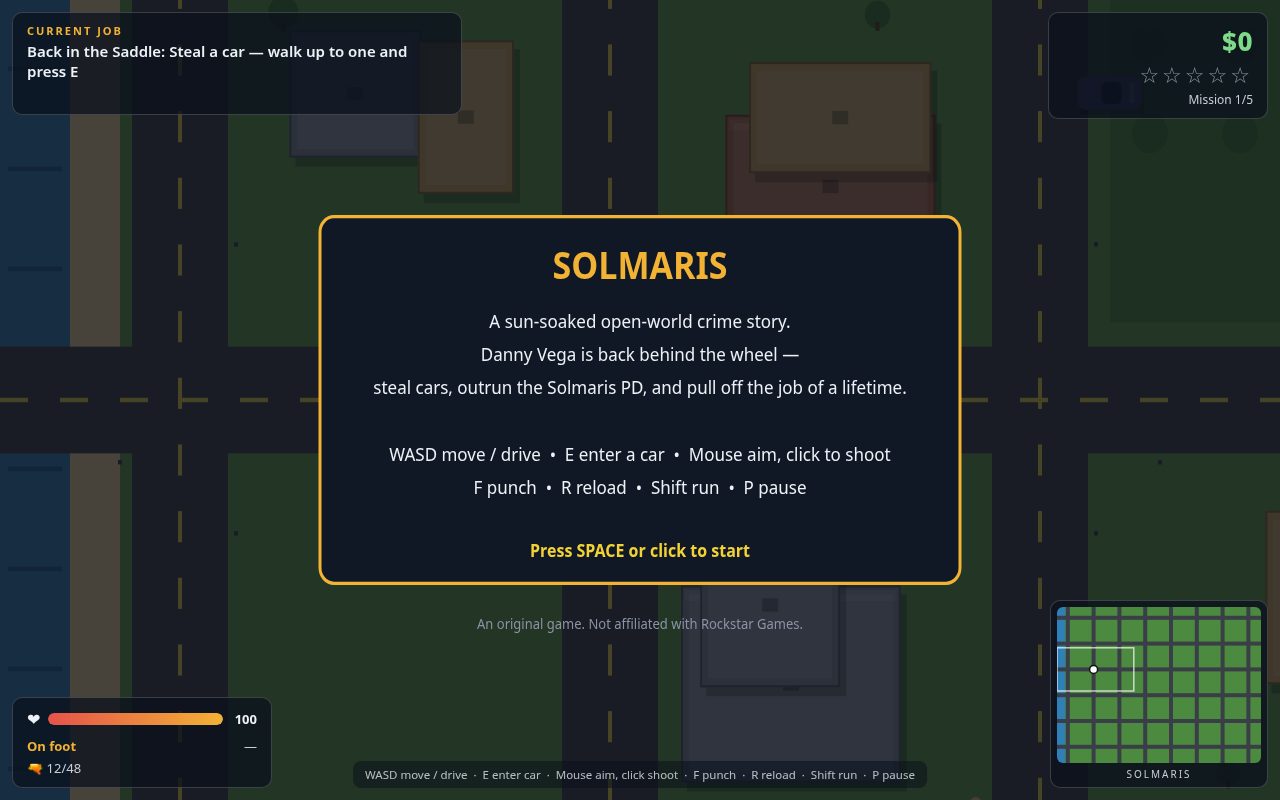 CURRENT JOB
Back in the Saddle: Steal a car — walk up to one and
press E
$0
☆☆☆☆☆
Mission 1/5
SOLMARIS
A sun-soaked open-world crime story.
Danny Vega is back behind the wheel —
steal cars, outrun the Solmaris PD, and pull off the job of a lifetime.
WASD move / drive • E enter a car • Mouse aim, click to shoot
F punch • R reload • Shift run • P pause
Press SPACE or click to start
An original game. Not affiliated with Rockstar Games.
❤ 100
On foot —
🔫 12/48
WASD move / drive · E enter car · Mouse aim, click shoot · F punch · R reload · Shift run · P pause
SOLMARIS